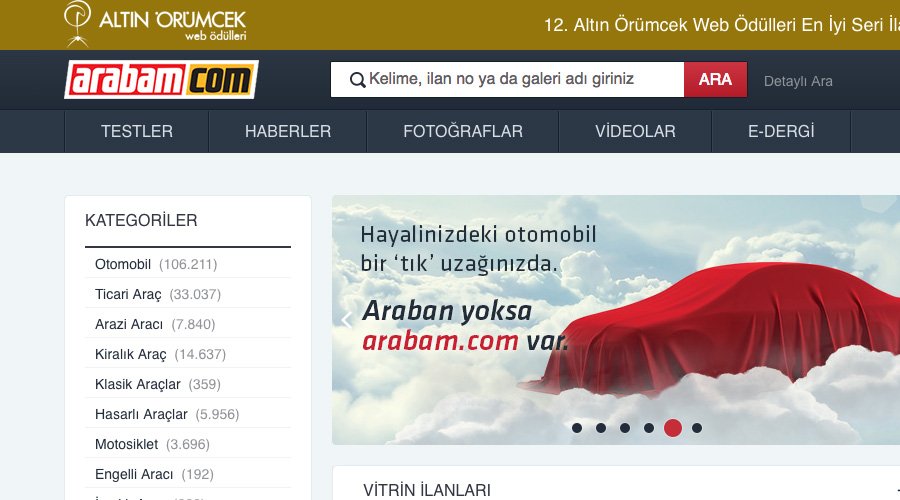 ALTIN ÖRÜMCEK
web ödülleri
12. Altın Örümcek Web Ödülleri En İyi Seri İla
arabam com
Kelime, ilan no ya da galeri adı giriniz
ARA
Detaylı Ara
TESTLER
HABERLER
FOTOĞRAFLAR
VİDEOLAR
E-DERGİ
KATEGORİLER
Otomobil (106.211)
Ticari Araç (33.037)
Arazi Aracı (7.840)
Kiralık Araç (14.637)
Klasik Araçlar (359)
Hasarlı Araçlar (5.956)
Motosiklet (3.696)
Engelli Aracı (192)
Hayalinizdeki otomobil
bir ‘tık’ uzağınızda.
Araban yoksa
arabam.com var.
VİTRİN İLANLARI